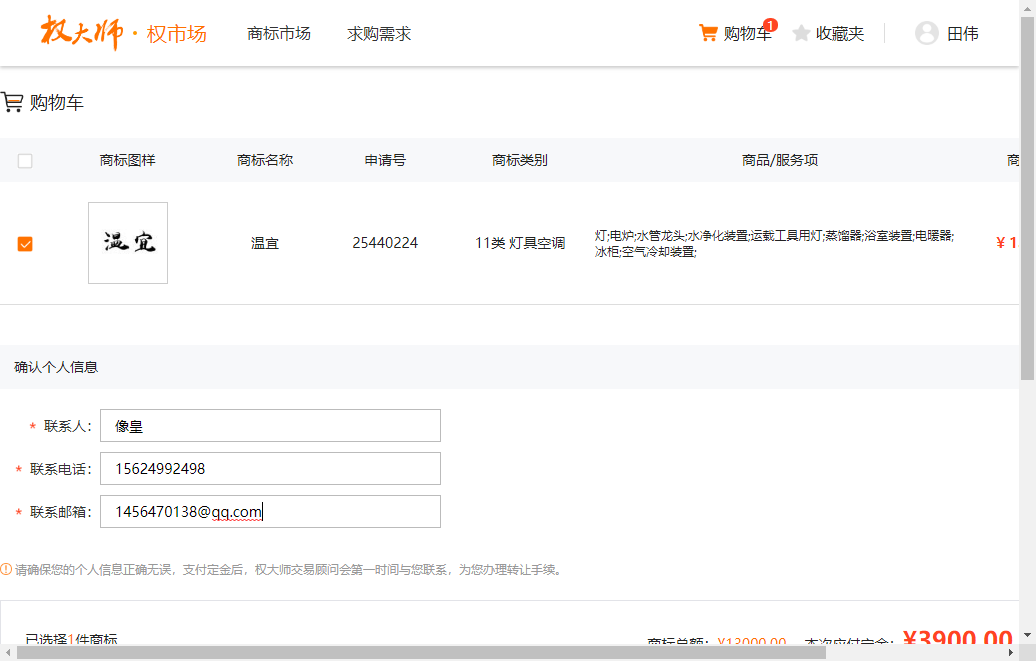 权大师·权市场 商标市场 求购需求 购物车 1 收藏夹 田伟
购物车
商标图样 商标名称 申请号 商标类别 商品/服务项 商
温宜 温宜 25440224 11类 灯具空调 灯;电炉;水管龙头;水净化装置;运载工具用灯;蒸馏器;浴室装置;电暖器; ¥ 1
冰柜;空气冷却装置;
确认个人信息
* 联系人: 像皇
* 联系电话: 15624992498
* 联系邮箱: 1456470138@qq.com
请确保您的个人信息正确无误，支付定金后，权大师交易顾问会第一时间与您联系，为您办理转让手续。
已选择1件商标 商标总额: ¥13000.00 本次应付定金: ¥3900.00